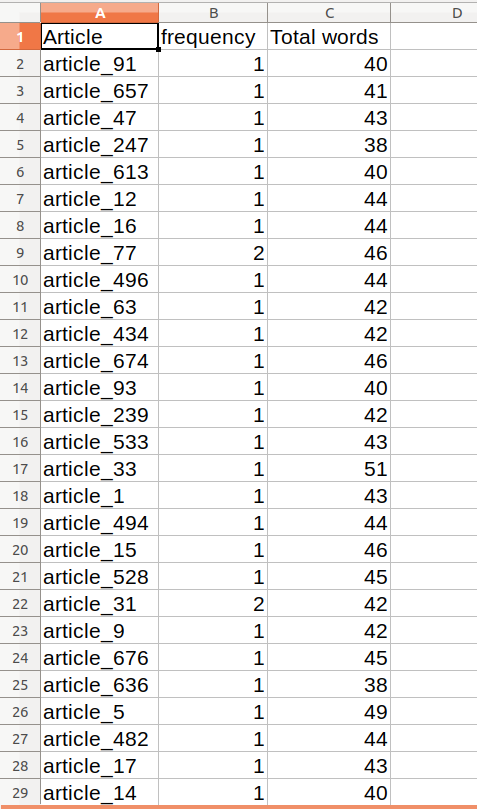 A B C D
1 Article frequency Total words
2 article_91 1 40
3 article_657 1 41
4 article_47 1 43
5 article_247 1 38
6 article_613 1 40
7 article_12 1 44
8 article_16 1 44
9 article_77 2 46
10 article_496 1 44
11 article_63 1 42
12 article_434 1 42
13 article_674 1 46
14 article_93 1 40
15 article_239 1 42
16 article_533 1 43
17 article_33 1 51
18 article_1 1 43
19 article_494 1 44
20 article_15 1 46
21 article_528 1 45
22 article_31 2 42
23 article_9 1 42
24 article_676 1 45
25 article_636 1 38
26 article_5 1 49
27 article_482 1 44
28 article_17 1 43
29 article_14 1 40